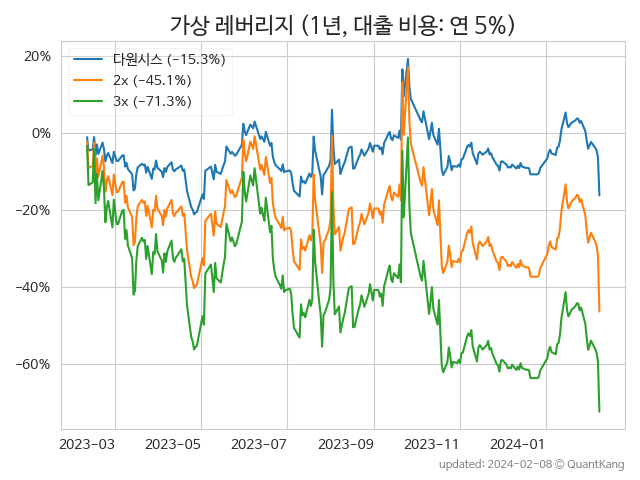 가상 레버리지 (1년, 대출 비용: 연 5%)
다원시스 (−15.3%)
2x (−45.1%)
3x (−71.3%)
20%
0%
−20%
−40%
−60%
2023-03 2023-05 2023-07 2023-09 2023-11 2024-01
updated: 2024-02-08 © QuantKang